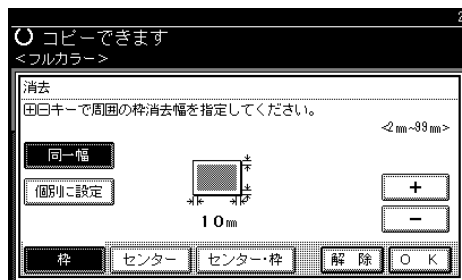 コピーできます
<フルカラー>
消去
⊞⊟キーで周囲の枠消去幅を指定してください。
<2㎜~99㎜>
同一幅
個別に設定
+
10㎜
−
枠 センター センター・枠 解 除 O K